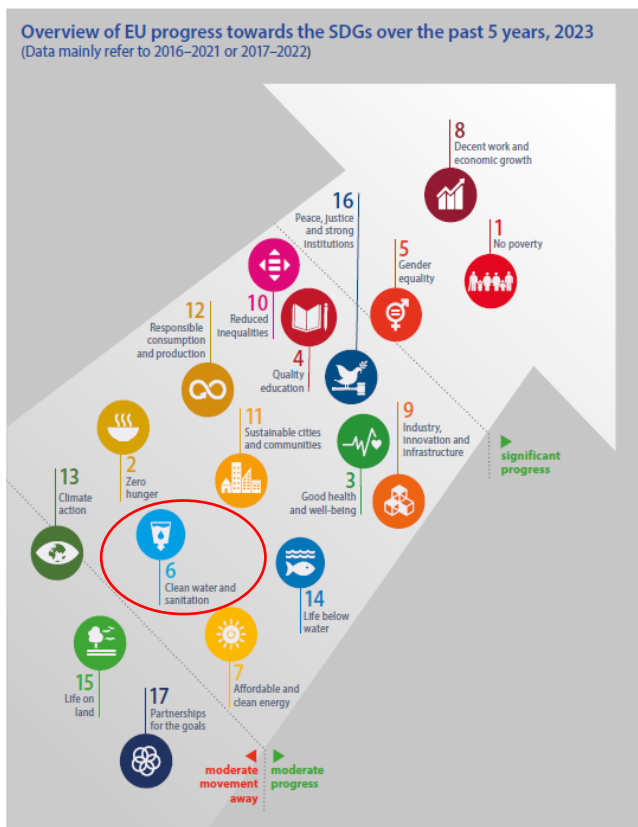 Overview of EU progress towards the SDGs over the past 5 years, 2023
(Data mainly refer to 2016–2021 or 2017–2022)
8
Decent work and
economic growth
16
Peace, justice
and strong
institutions
1
No poverty
5
Gender
equality
10
Reduced
inequalities
12
Responsible
consumption
and production
4
Quality
education
9
Industry,
innovation and
infrastructure
11
Sustainable cities
and communities
significant
progress
2
Zero
hunger
13
Climate
action
3
Good health
and well-being
6
Clean water and
sanitation
14
Life below
water
7
Affordable and
clean energy
15
Life on
land
17
Partnerships
for the goals
moderate
movement
away
moderate
progress